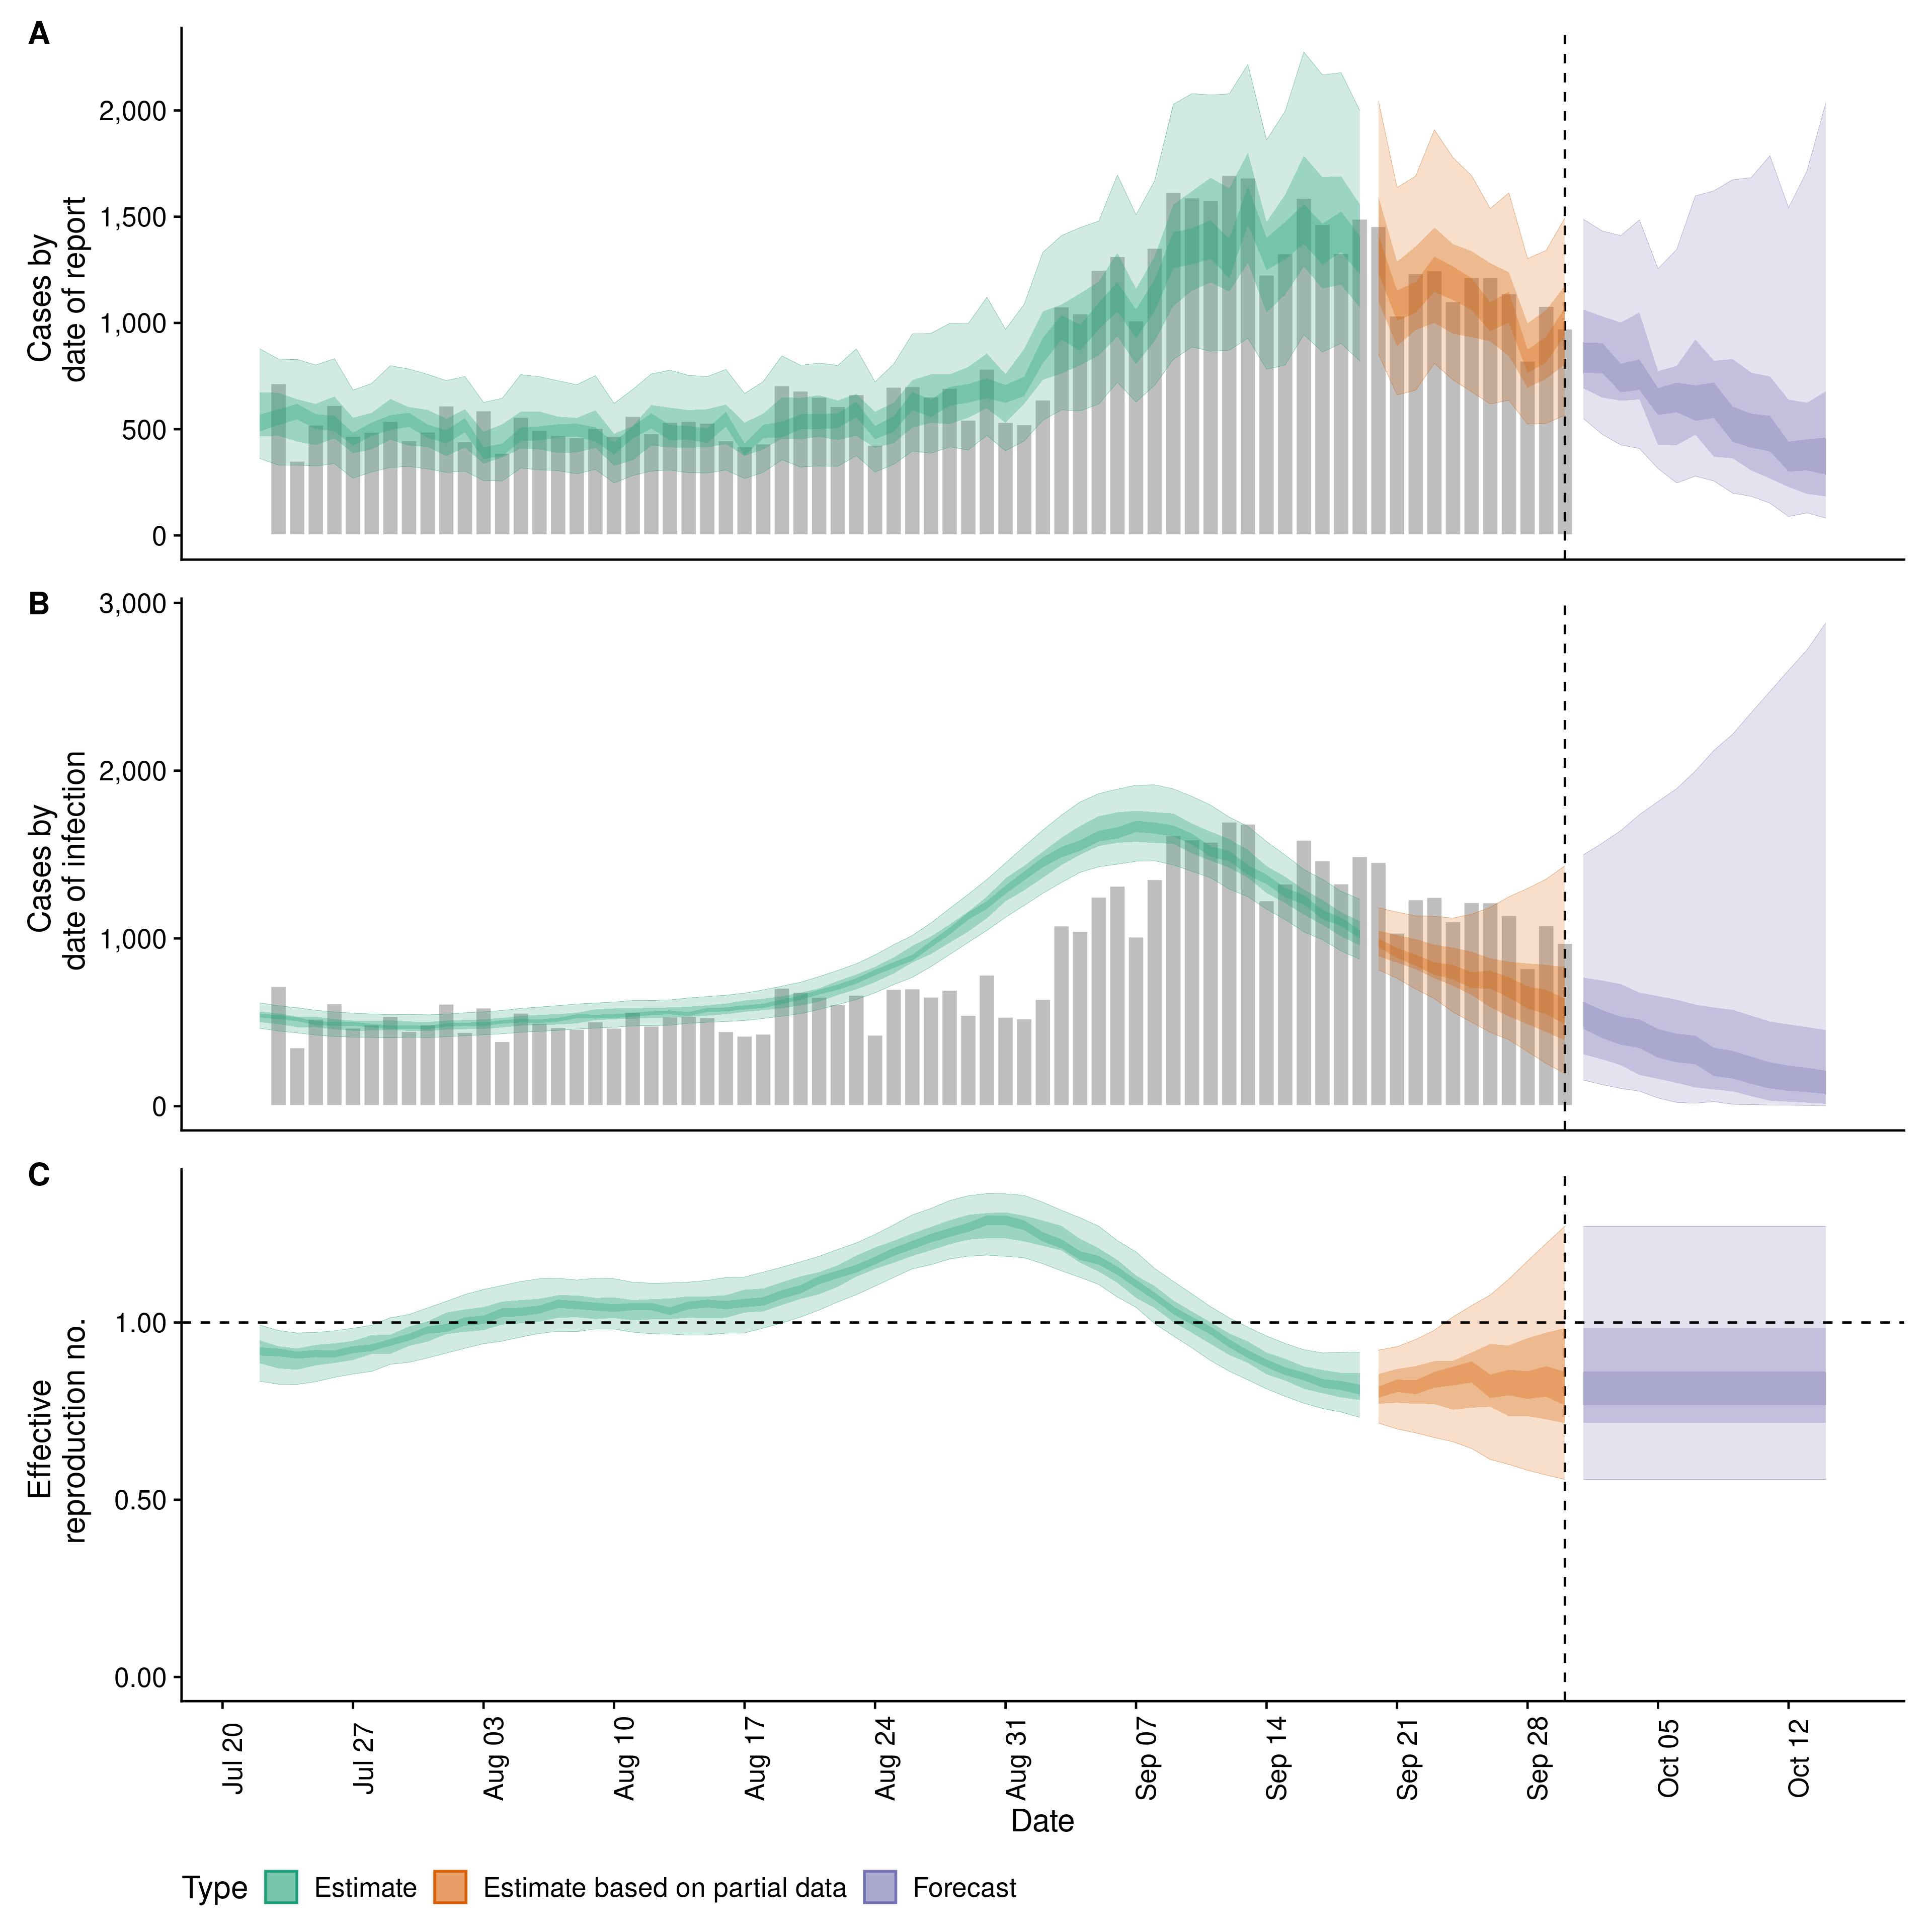 A
Cases by
date of report
2,000
1,500
1,000
500
0
B
Cases by
date of infection
3,000
2,000
1,000
0
C
Effective
reproduction no.
1.00
0.50
0.00
Jul 20
Jul 27
Aug 03
Aug 10
Aug 17
Aug 24
Aug 31
Sep 07
Sep 14
Sep 21
Sep 28
Oct 05
Oct 12
Date
Type Estimate Estimate based on partial data Forecast